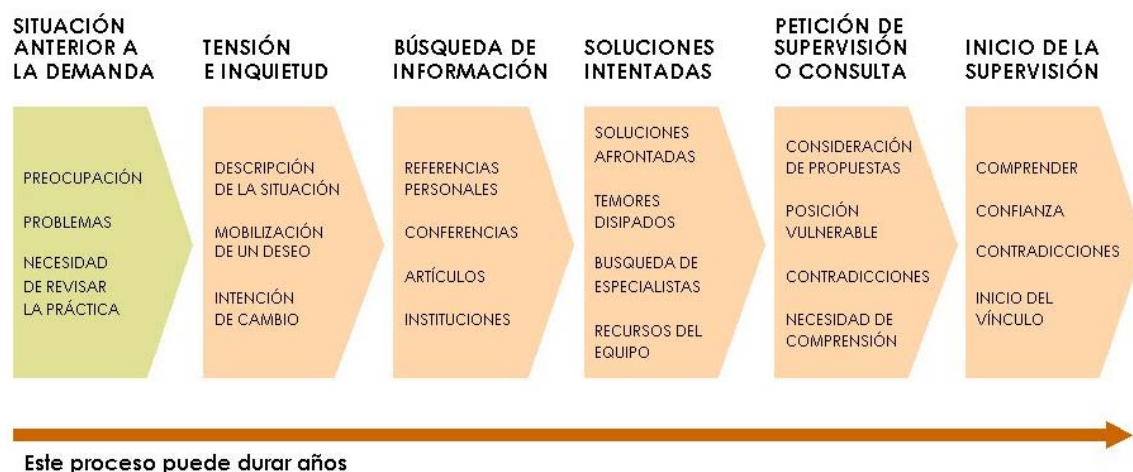 SITUACIÓN
ANTERIOR A
LA DEMANDA
TENSIÓN
E INQUIETUD
BÚSQUEDA DE
INFORMACIÓN
SOLUCIONES
INTENTADAS
PETICIÓN DE
SUPERVISIÓN
O CONSULTA
INICIO DE LA
SUPERVISIÓN
PREOCUPACIÓN
PROBLEMAS
NECESIDAD
DE REVISAR
LA PRÁCTICA
DESCRIPCIÓN
DE LA SITUACIÓN
MOBILIZACIÓN
DE UN DESEO
INTENCIÓN
DE CAMBIO
REFERENCIAS
PERSONALES
CONFERENCIAS
ARTÍCULOS
INSTITUCIONES
SOLUCIONES
AFRONTADAS
TEMORES
DISIPADOS
BUSQUEDA DE
ESPECIALISTAS
RECURSOS DEL
EQUIPO
CONSIDERACIÓN
DE PROPUESTAS
POSICIÓN
VULNERABLE
CONTRADICCIONES
NECESIDAD DE
COMPRENSIÓN
COMPRENDER
CONFIANZA
CONTRADICCIONES
INICIO DEL
VÍNCULO
Este proceso puede durar años